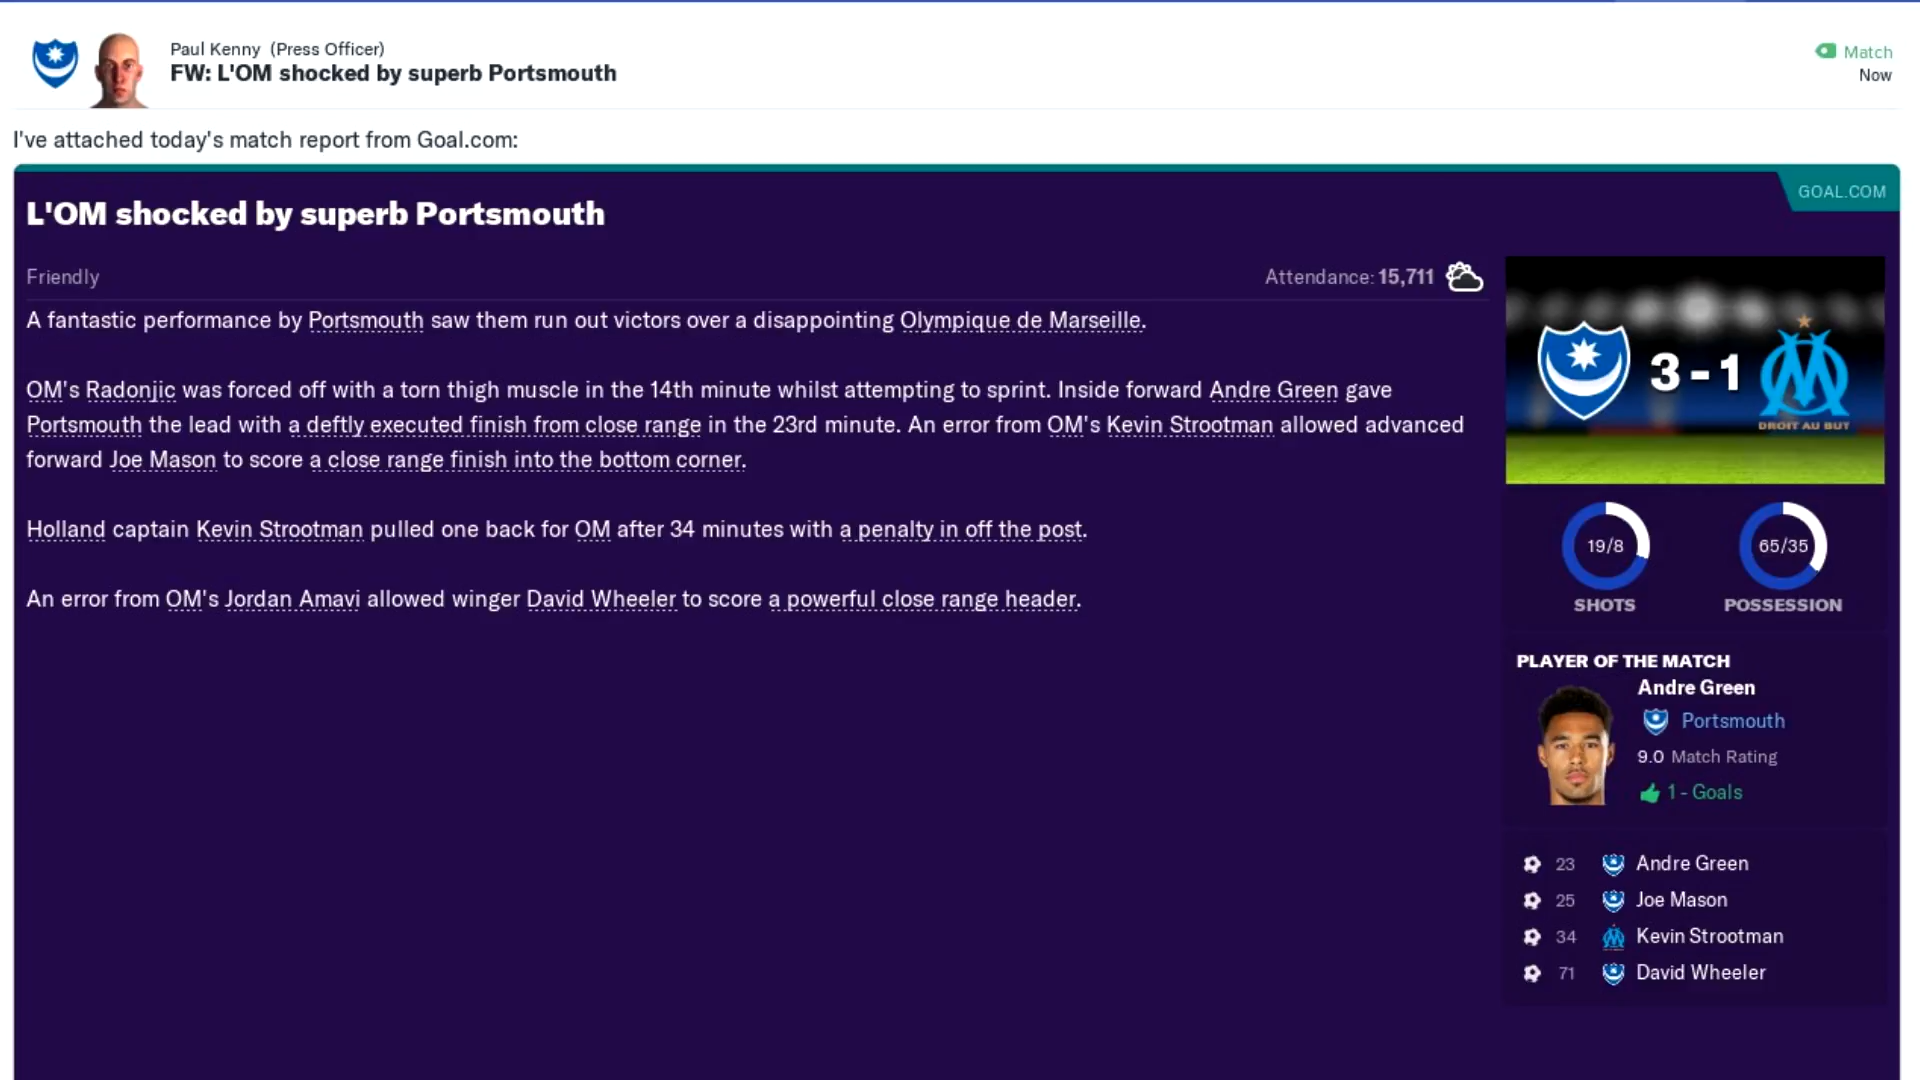 Paul Kenny (Press Officer)
FW: L'OM shocked by superb Portsmouth
Match
Now
I've attached today's match report from Goal.com:
GOAL.COM
L'OM shocked by superb Portsmouth
Friendly
Attendance: 15,711
A fantastic performance by Portsmouth saw them run out victors over a disappointing Olympique de Marseille.
OM's Radonjic was forced off with a torn thigh muscle in the 14th minute whilst attempting to sprint. Inside forward Andre Green gave
Portsmouth the lead with a deftly executed finish from close range in the 23rd minute. An error from OM's Kevin Strootman allowed advanced
forward Joe Mason to score a close range finish into the bottom corner.
Holland captain Kevin Strootman pulled one back for OM after 34 minutes with a penalty in off the post.
An error from OM's Jordan Amavi allowed winger David Wheeler to score a powerful close range header.
3 - 1
DROIT AU BUT
19/8
65/35
SHOTS
POSSESSION
PLAYER OF THE MATCH
Andre Green
Portsmouth
9.0 Match Rating
1 - Goals
23 Andre Green
25 Joe Mason
34 Kevin Strootman
71 David Wheeler